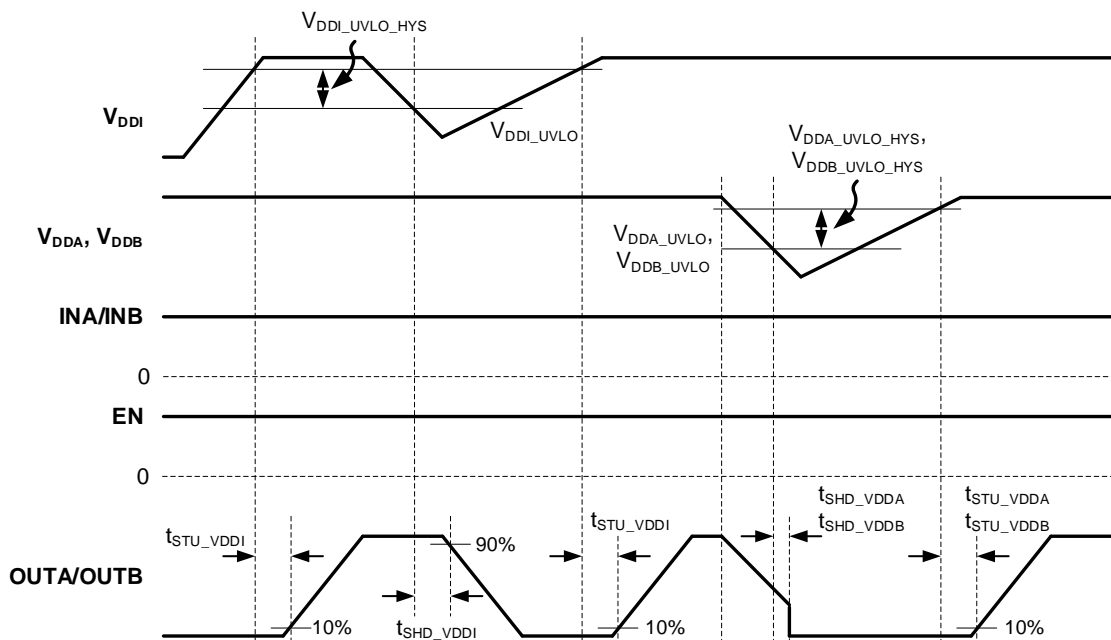 VDDI_UVLO_HYS
VDDI
VDDI_UVLO
VDDA_UVLO_HYS,
VDDB_UVLO_HYS
VDDA, VDDB
VDDA_UVLO,
VDDB_UVLO
INA/INB
0
EN
0
tSTU_VDDI
90%
tSTU_VDDI
tSHD_VDDA
tSHD_VDDB
tSTU_VDDA
tSTU_VDDB
OUTA/OUTB
10%
tSHD_VDDI
10%
10%